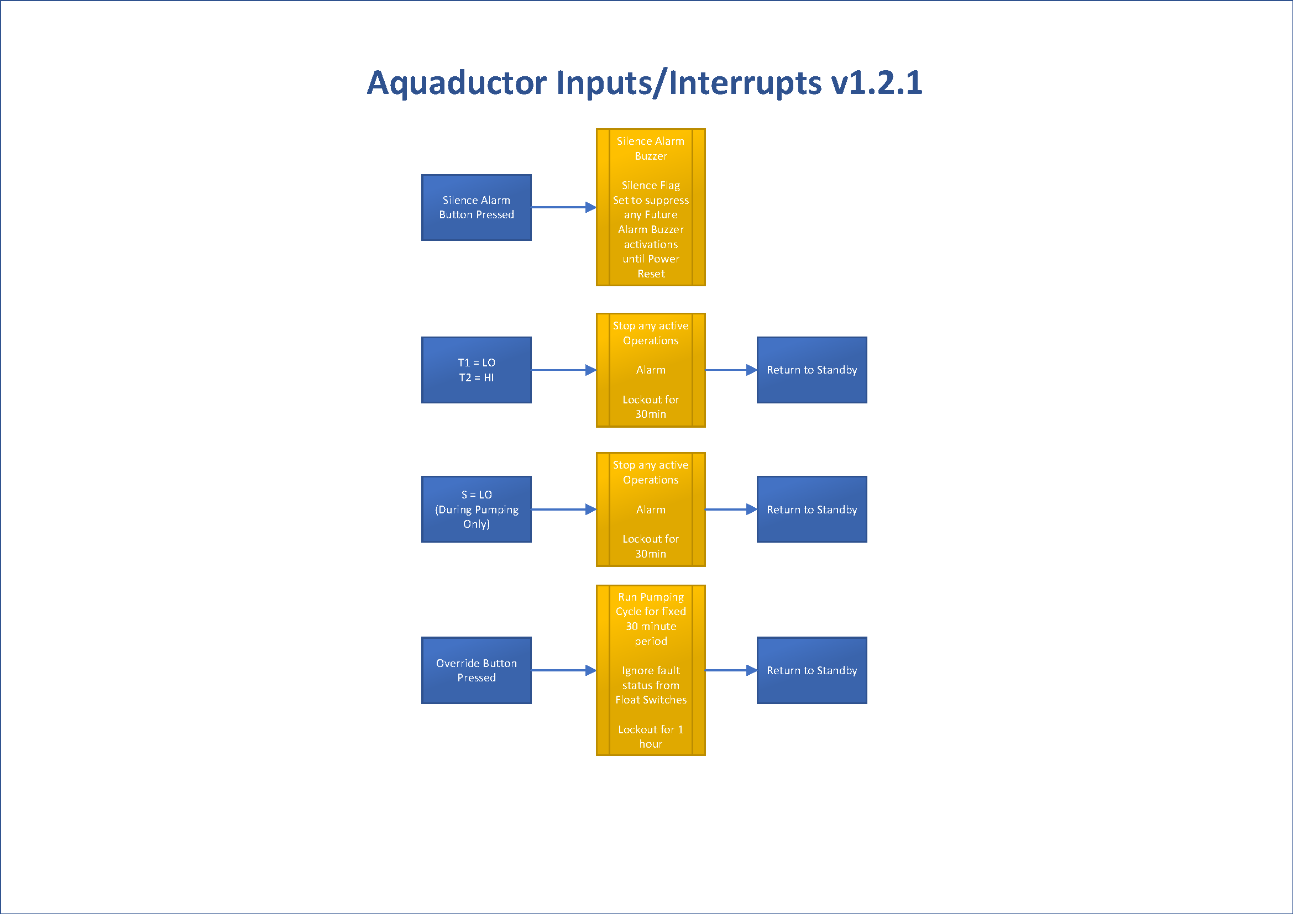 Aquaductor Inputs/Interrupts v1.2.1
Silence Alarm
Button Pressed
Silence Alarm
Buzzer
Silence Flag
Set to suppress
any Future
Alarm Buzzer
activations
until Power
Reset
T1 = LO
T2 = HI
Stop any active
Operations
Alarm
Lockout for
30min
Return to Standby
S = LO
(During Pumping
Only)
Stop any active
Operations
Alarm
Lockout for
30min
Return to Standby
Override Button
Pressed
Run Pumping
Cycle for fixed
30 minute
period
Ignore fault
status from
Float Switches
Lockout for 1
hour
Return to Standby